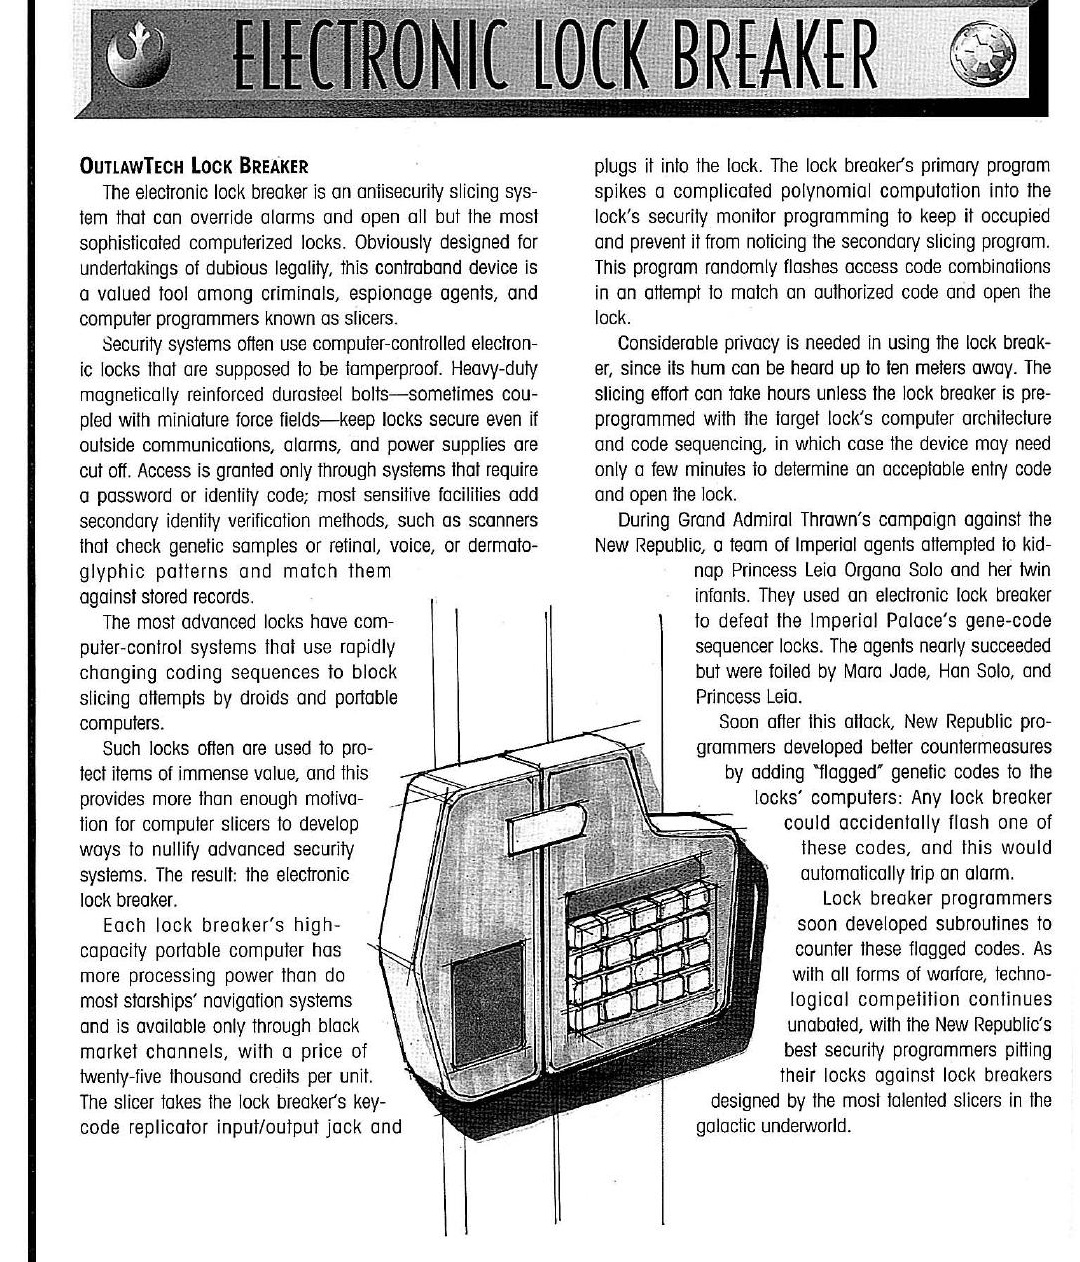 ELECTRONIC LOCK BREAKER
OUTLAWTECH LOCK BREAKER
The electronic lock breaker is an antisecurity slicing sys-
tem that can override alarms and open all but the most
sophisticated computerized locks. Obviously designed for
undertakings of dubious legality, this contraband device is
a valued tool among criminals, espionage agents, and
computer programmers known as slicers.
Security systems often use computer-controlled electron-
ic locks that are supposed to be tamperproof. Heavy-duty
magnetically reinforced durasteel bolts—sometimes cou-
pled with miniature force fields—keep locks secure even if
outside communications, alarms, and power supplies are
cut off. Access is granted only through systems that require
a password or identity code; most sensitive facilities add
secondary identity verification methods, such as scanners
that check genetic samples or retinal, voice, or dermato-
glyphic patterns and match them
against stored records.
The most advanced locks have com-
puter-control systems that use rapidly
changing coding sequences to block
slicing attempts by droids and portable
computers.
Such locks often are used to pro-
tect items of immense value, and this
provides more than enough motiva-
tion for computer slicers to develop
ways to nullify advanced security
systems. The result: the electronic
lock breaker.
Each lock breaker's high-
capacity portable computer has
more processing power than do
most starships' navigation systems
and is available only through black
market channels, with a price of
twenty-five thousand credits per unit.
The slicer takes the lock breaker's key-
code replicator input/output jack and
plugs it into the lock. The lock breaker's primary program
spikes a complicated polynomial computation into the
lock's security monitor programming to keep it occupied
and prevent it from noticing the secondary slicing program.
This program randomly flashes access code combinations
in an attempt to match an authorized code and open the
lock.
Considerable privacy is needed in using the lock break-
er, since its hum can be heard up to ten meters away. The
slicing effort can take hours unless the lock breaker is pre-
programmed with the target lock's computer architecture
and code sequencing, in which case the device may need
only a few minutes to determine an acceptable entry code
and open the lock.
During Grand Admiral Thrawn's campaign against the
New Republic, a team of Imperial agents attempted to kid-
nap Princess Leia Organa Solo and her twin
infants. They used an electronic lock breaker
to defeat the Imperial Palace's gene-code
sequencer locks. The agents nearly succeeded
but were foiled by Mara Jade, Han Solo, and
Princess Leia.
Soon after this attack, New Republic pro-
grammers developed better countermeasures
by adding "flagged" genetic codes to the
locks' computers: Any lock breaker
could accidentally flash one of
these codes, and this would
automatically trip an alarm.
Lock breaker programmers
soon developed subroutines to
counter these flagged codes. As
with all forms of warfare, techno-
logical competition continues
unabated, with the New Republic's
best security programmers pitting
their locks against lock breakers
designed by the most talented slicers in the
galactic underworld.